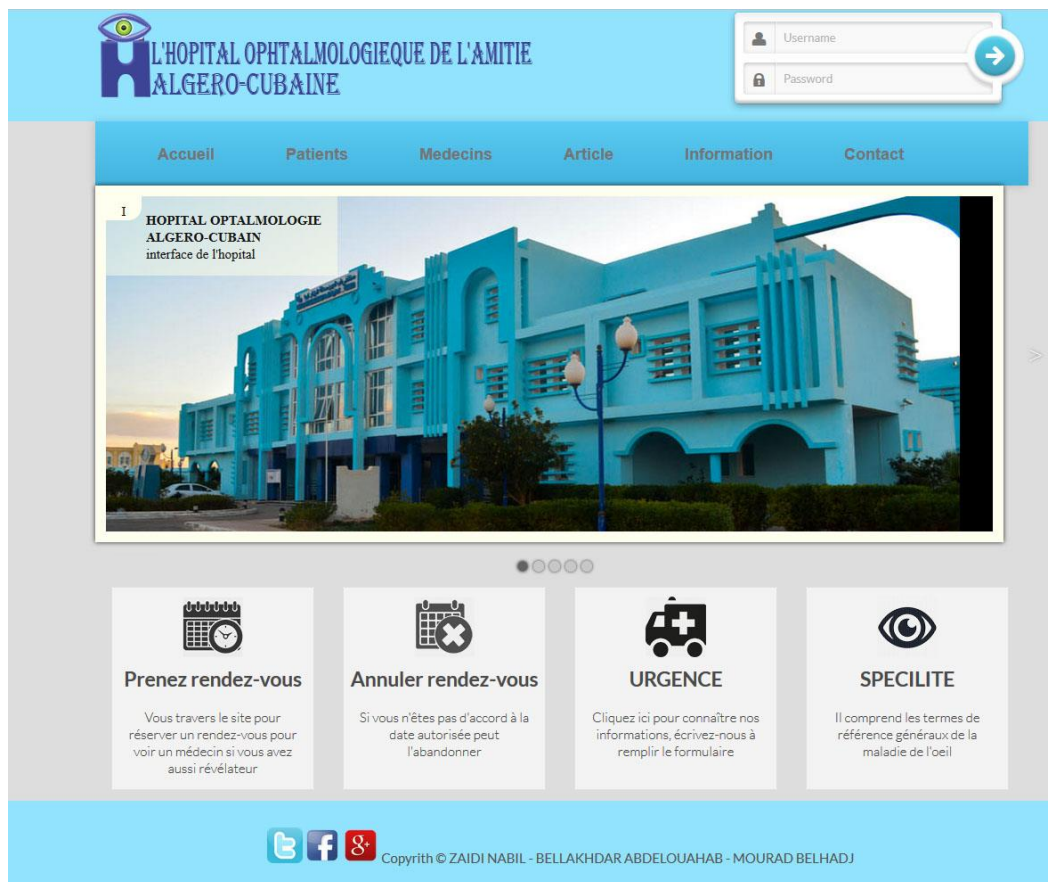 L'HOPITAL OPHTALMOLOGIEQUE DE L'AMITIE
ALGERO-CUBAINE
Username
Password
Accueil Patients Medecins Article Information Contact
I
HOPITAL OPTALMOLOGIE
ALGERO-CUBAIN
interface de l'hopital
>
Prenez rendez-vous
Vous travers le site pour
réserver un rendez-vous pour
voir un médecin si vous avez
aussi révélateur
Annuler rendez-vous
Si vous n'êtes pas d'accord à la
date autorisée peut
l'abandonner
URGENCE
Cliquez ici pour connaître nos
informations, écrivez-nous à
remplir le formulaire
SPECILITE
Il comprend les termes de
référence généraux de la
maladie de l'oeil
Copyrith © ZAIDI NABIL - BELLAKHDAR ABDELOUAHAB - MOURAD BELHADJ